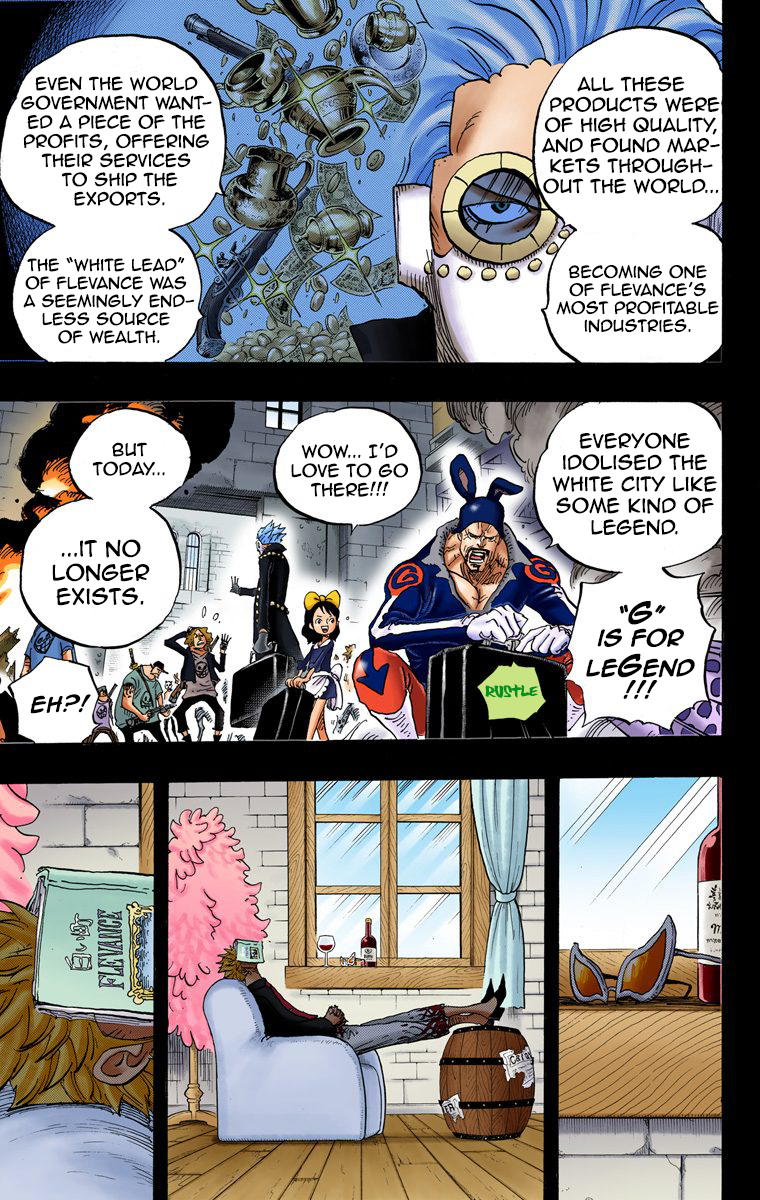 ALL THESE
PRODUCTS WERE
OF HIGH QUALITY,
AND FOUND MAR-
KETS THROUGH-
OUT THE WORLD...
BECOMING ONE
OF FLEVANCE'S
MOST PROFITABLE
INDUSTRIES.
EVEN THE WORLD
GOVERNMENT WANT-
ED A PIECE OF THE
PROFITS, OFFERING
THEIR SERVICES
TO SHIP THE
EXPORTS.
THE "WHITE LEAD"
OF FLEVANCE WAS
A SEEMINGLY END-
LESS SOURCE
OF WEALTH.
EVERYONE
IDOLISED THE
WHITE CITY LIKE
SOME KIND OF
LEGEND.
"G"
IS FOR
LEGEND
!!!
RUSTLE
WOW... I'D
LOVE TO GO
THERE!!!
BUT
TODAY...
...IT NO
LONGER
EXISTS.
EH?!
白い町
FLEVANCE